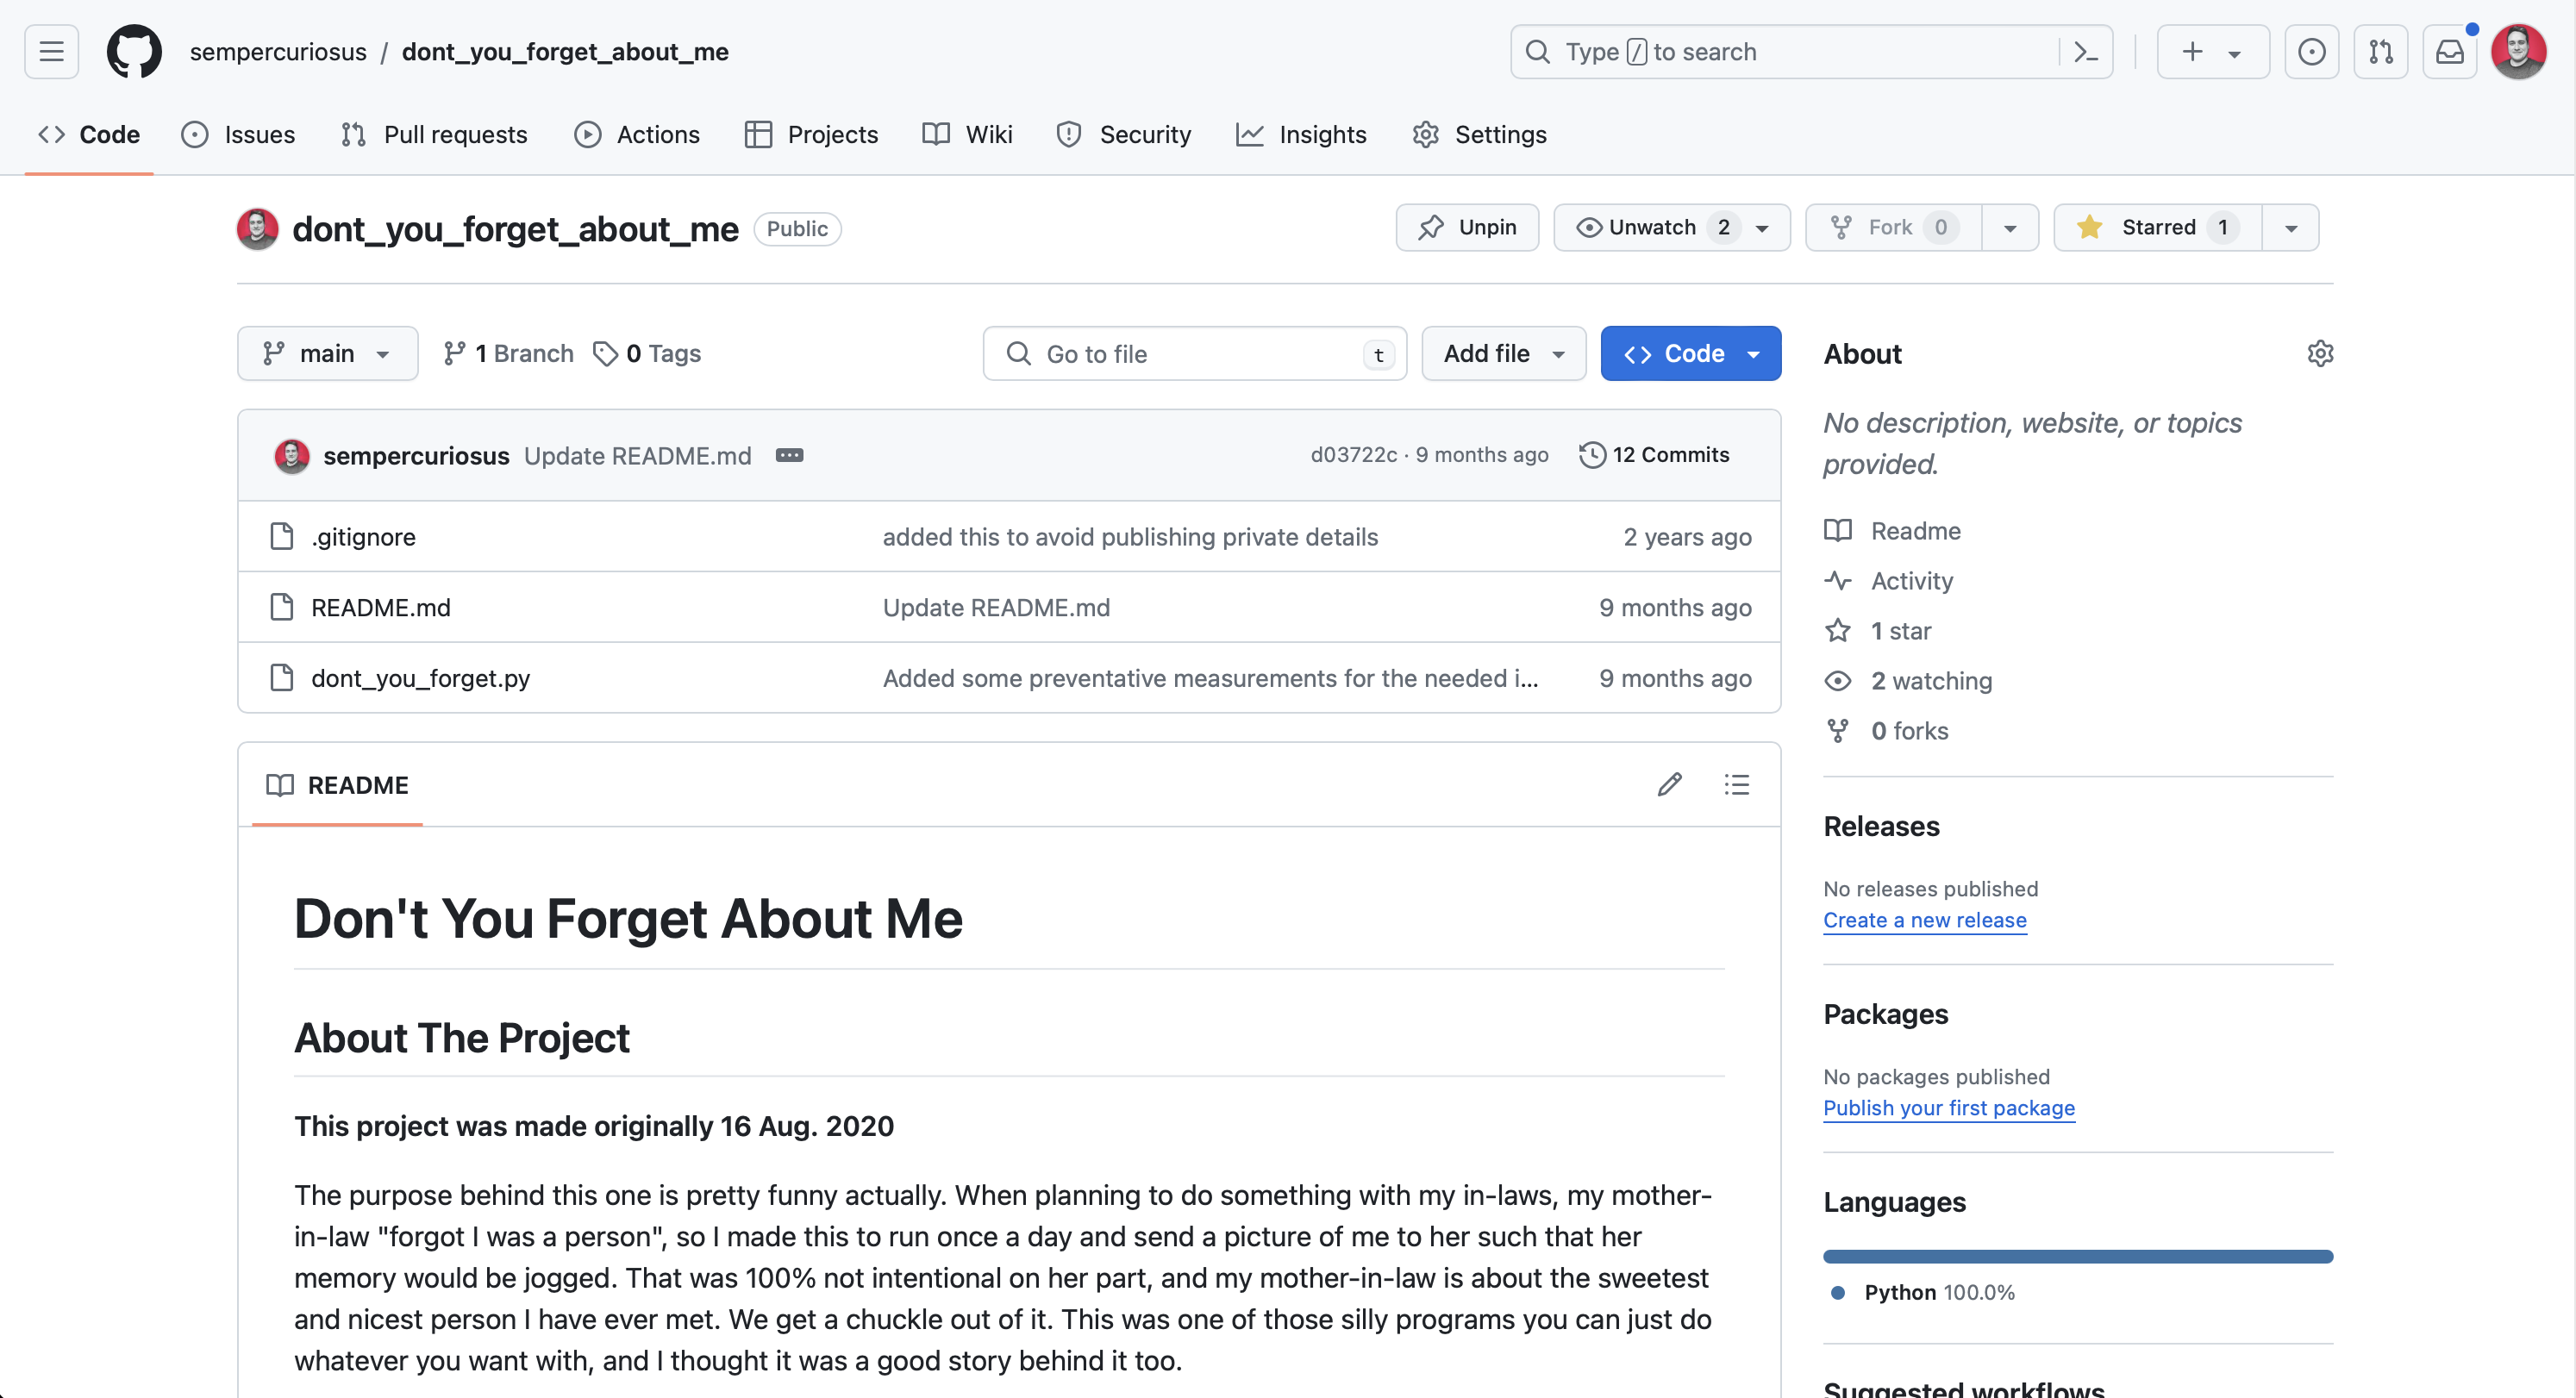 sempercuriosus / dont_you_forget_about_me
Type / to search
Code Issues Pull requests Actions Projects Wiki Security Insights Settings
dont_you_forget_about_me Public
Unpin Unwatch 2 Fork 0 Starred 1
main 1 Branch 0 Tags
Go to file t Add file Code
sempercuriosus Update README.md
d03722c · 9 months ago 12 Commits
.gitignore added this to avoid publishing private details 2 years ago
README.md Update README.md 9 months ago
dont_you_forget.py Added some preventative measurements for the needed i... 9 months ago
README
Don't You Forget About Me
About The Project
This project was made originally 16 Aug. 2020
The purpose behind this one is pretty funny actually. When planning to do something with my in-laws, my mother-
in-law "forgot I was a person", so I made this to run once a day and send a picture of me to her such that her
memory would be jogged. That was 100% not intentional on her part, and my mother-in-law is about the sweetest
and nicest person I have ever met. We get a chuckle out of it. This was one of those silly programs you can just do
whatever you want with, and I thought it was a good story behind it too.
About
No description, website, or topics
provided.
Readme
Activity
1 star
2 watching
0 forks
Releases
No releases published
Create a new release
Packages
No packages published
Publish your first package
Languages
Python 100.0%
Suggested workflows